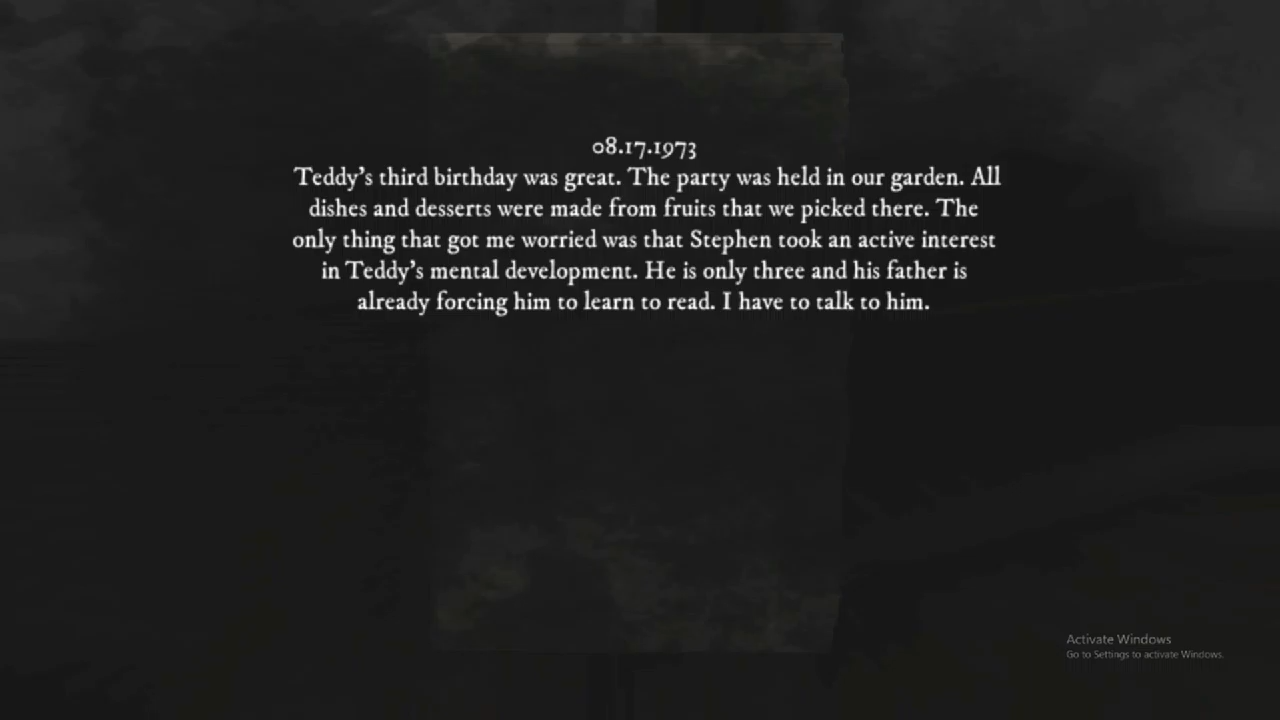 08.17.1973
Teddy's third birthday was great. The party was held in our garden. All
dishes and desserts were made from fruits that we picked there. The
only thing that got me worried was that Stephen took an active interest
in Teddy's mental development. He is only three and his father is
already forcing him to learn to read. I have to talk to him.
Activate Windows
Go to Settings to activate Windows.